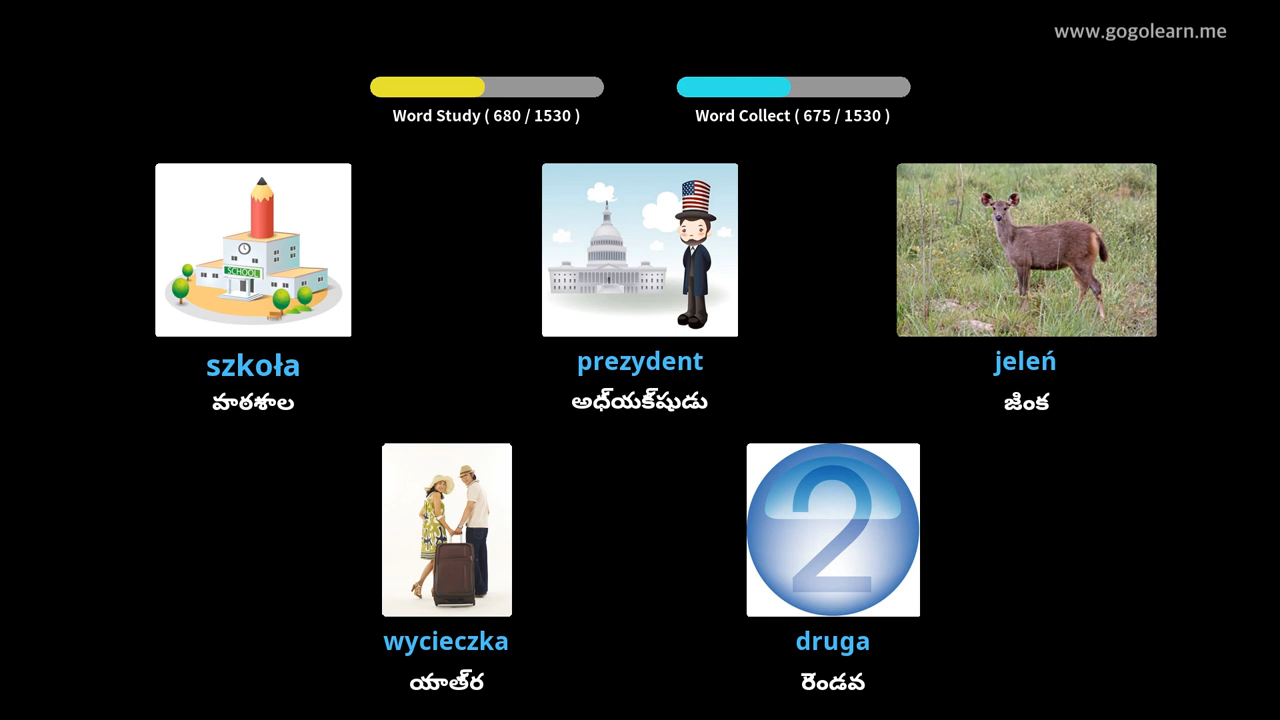 www.gogolearn.me
Word Study ( 680 / 1530 )
Word Collect ( 675 / 1530 )
SCHOOL
szkoła
పాఠశాల
prezydent
అధ్‌యక్‌షుడు
jeleń
జింక
wycieczka
యాత్‌ర
2
druga
రెండవ